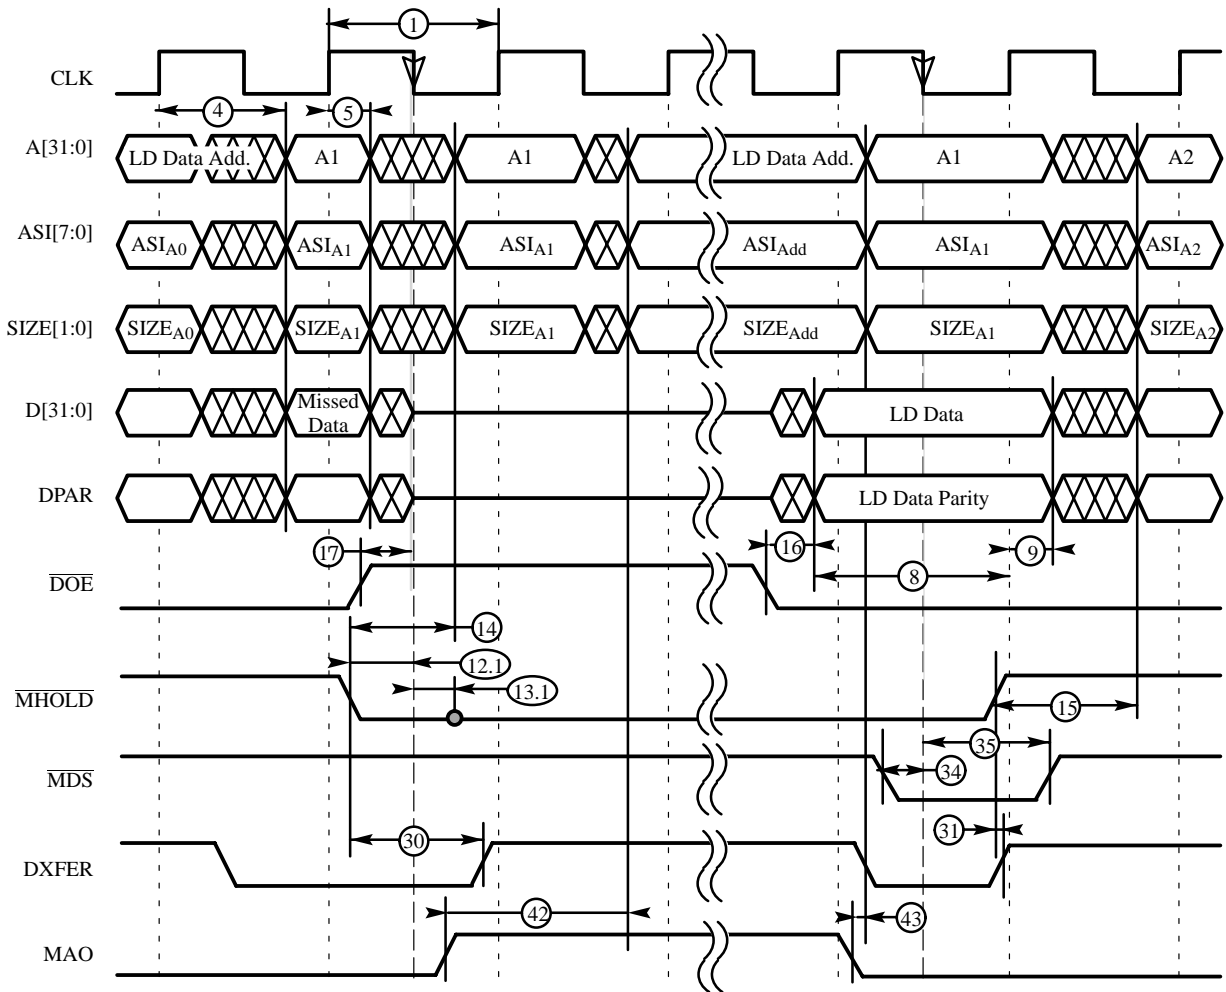 1
CLK
4
5
A[31:0]
LD Data Add.
A1
A1
LD Data Add.
A1
A2
ASI[7:0]
ASIA0
ASIA1
ASIA1
ASIAdd
ASIA1
ASIA2
SIZE[1:0]
SIZEA0
SIZEA1
SIZEA1
SIZEAdd
SIZEA1
SIZEA2
D[31:0]
Missed
Data
LD Data
DPAR
LD Data Parity
17
16
9
DOE
8
14
12.1
MHOLD
13.1
15
35
MDS
34
31
30
DXFER
42
43
MAO